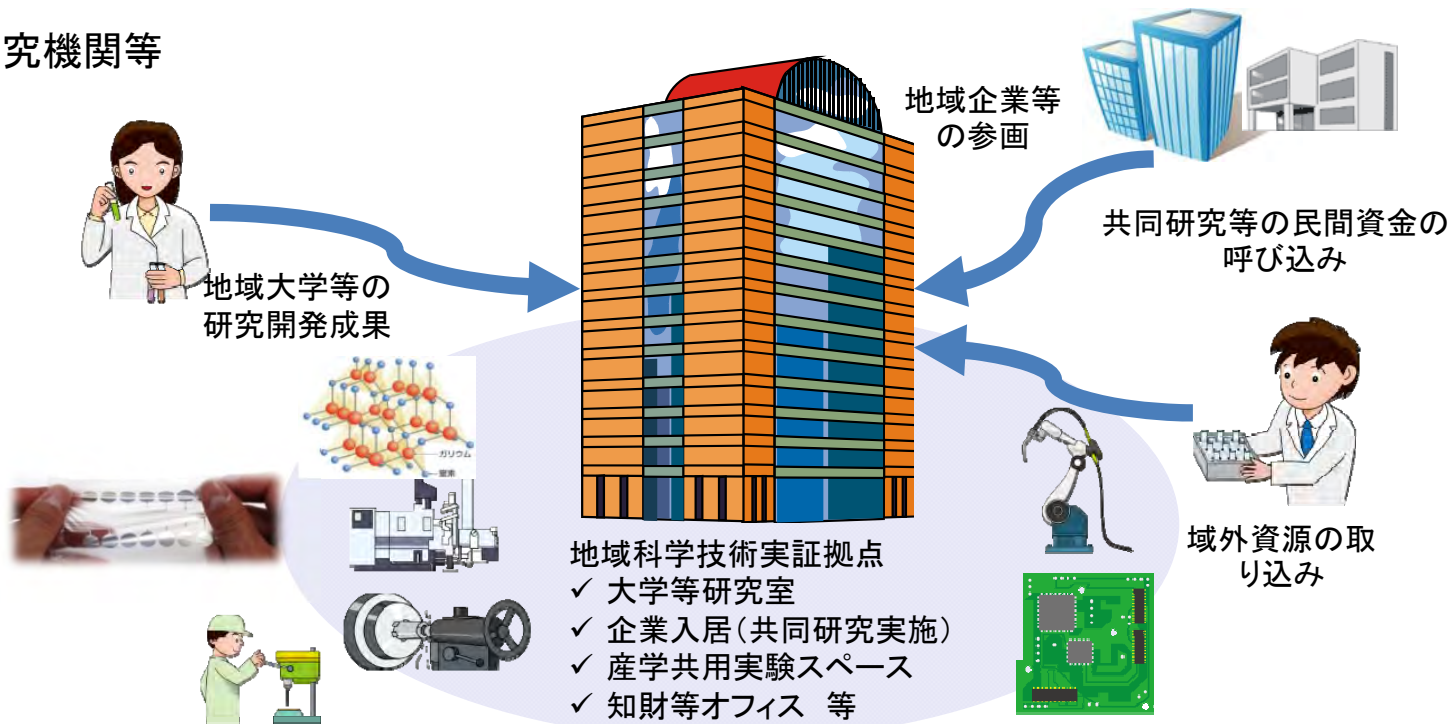 究機関等
地域企業等
の参画
共同研究等の民間資金の
呼び込み
地域大学等の
研究開発成果
ガリウム
窒素
域外資源の取
り込み
地域科学技術実証拠点
✓ 大学等研究室
✓ 企業入居（共同研究実施）
✓ 産学共用実験スペース
✓ 知財等オフィス 等